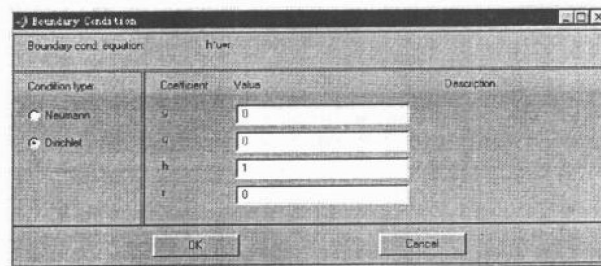 Boundary Condition
Boundary cond. equation: h*u=r
Condition type: Coefficient Value Description
Neumann g 0
Dirichlet q 0
h 1
r 0
OK Cancel